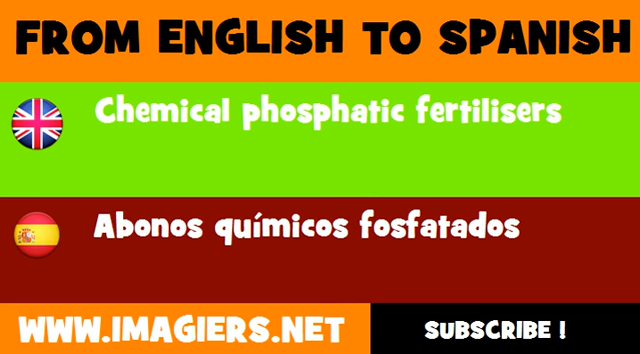 FROM ENGLISH TO SPANISH
Chemical phosphatic fertilisers
Abonos químicos fosfatados
WWW.IMAGIERS.NET
SUBSCRIBE !